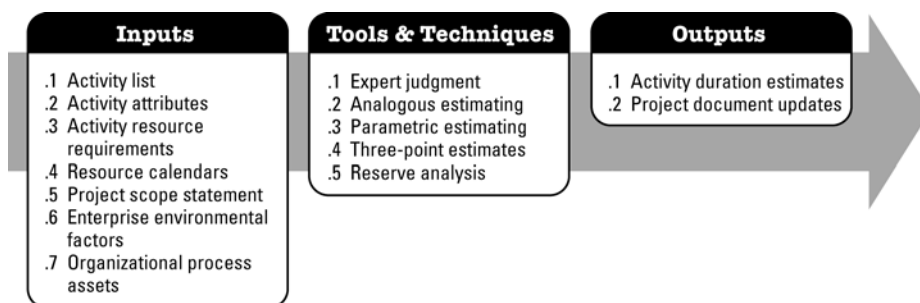 Inputs
.1 Activity list
.2 Activity attributes
.3 Activity resource
requirements
.4 Resource calendars
.5 Project scope statement
.6 Enterprise environmental
factors
.7 Organizational process
assets
Tools & Techniques
.1 Expert judgment
.2 Analogous estimating
.3 Parametric estimating
.4 Three-point estimates
.5 Reserve analysis
Outputs
.1 Activity duration estimates
.2 Project document updates